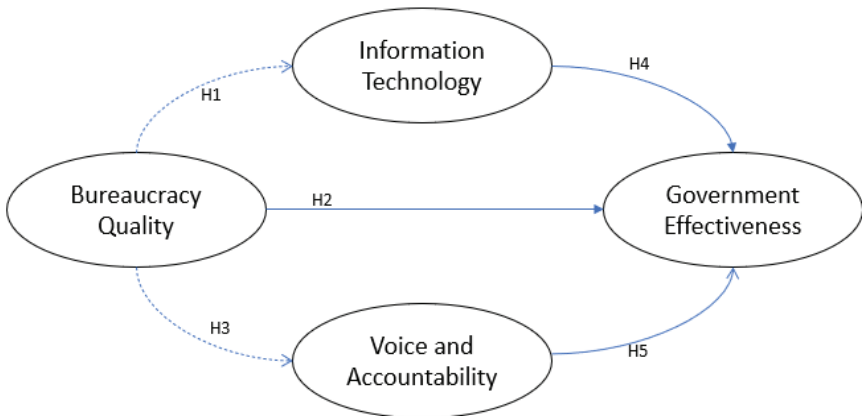 Information
Technology
H4
H1
Bureaucracy
Quality
H2
Government
Effectiveness
H3
Voice and
Accountability
H5